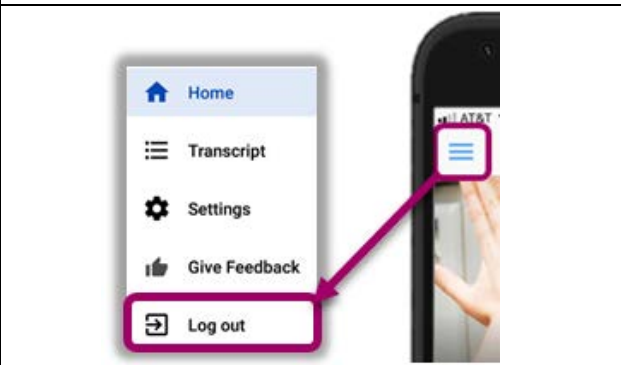 Home
Transcript
Settings
Give Feedback
Log out
AT&T